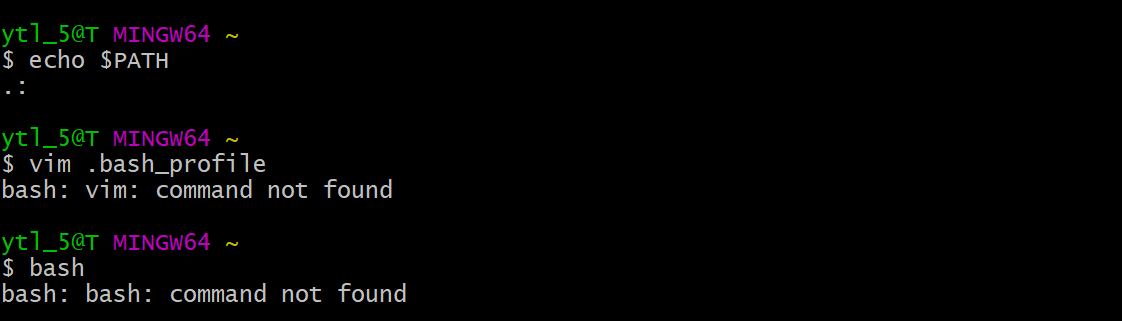 ytl_5@T MINGW64 ~
$ echo $PATH
.:
ytl_5@T MINGW64 ~
$ vim .bash_profile
bash: vim: command not found
ytl_5@T MINGW64 ~
$ bash
bash: bash: command not found